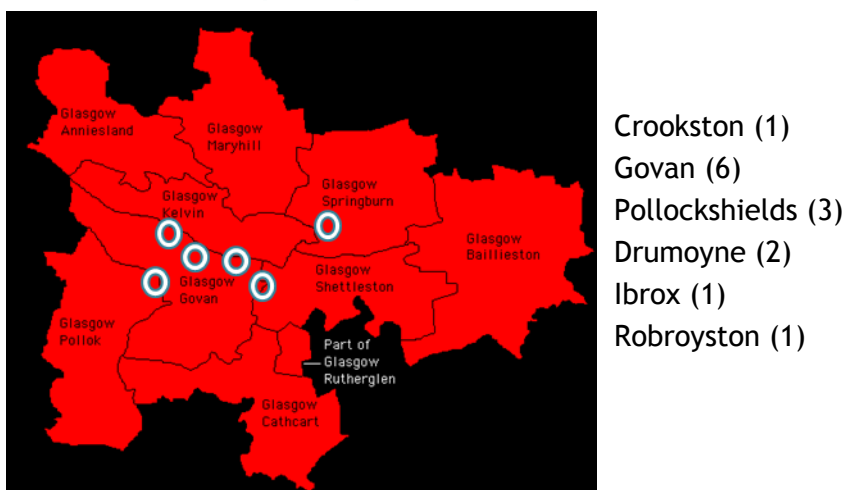 Glasgow
Anniesland
Glasgow
Maryhill
Glasgow
Kelvin
Glasgow
Springburn
Glasgow
Baillieston
Glasgow
Shettleston
Glasgow
Govan
Glasgow
Pollok
Part of
Glasgow
Rutherglen
Glasgow
Cathcart
Crookston (1)
Govan (6)
Pollockshields (3)
Drumoyne (2)
Ibrox (1)
Robroyston (1)